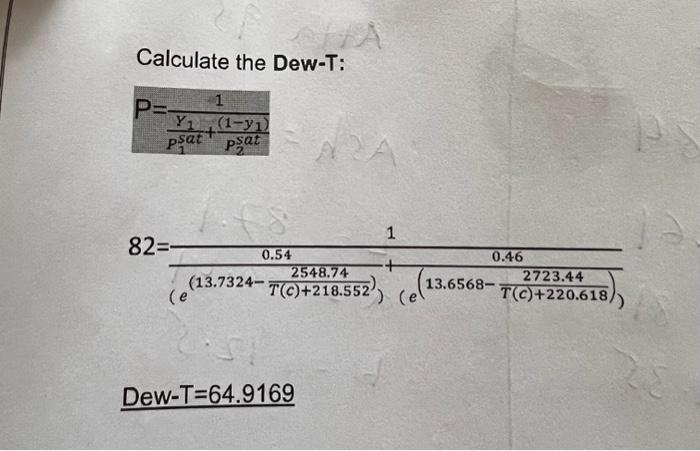 Calculate the Dew-T:
P=1/(Y₁/P₁ˢᵃᵗ+(1−y₁)/P₂ˢᵃᵗ)
82=1/(0.54/(e^(13.7324−2548.74/T(c)+218.552))+0.46/(e^(13.6568−2723.44/T(c)+220.618)))
Dew-T=64.9169